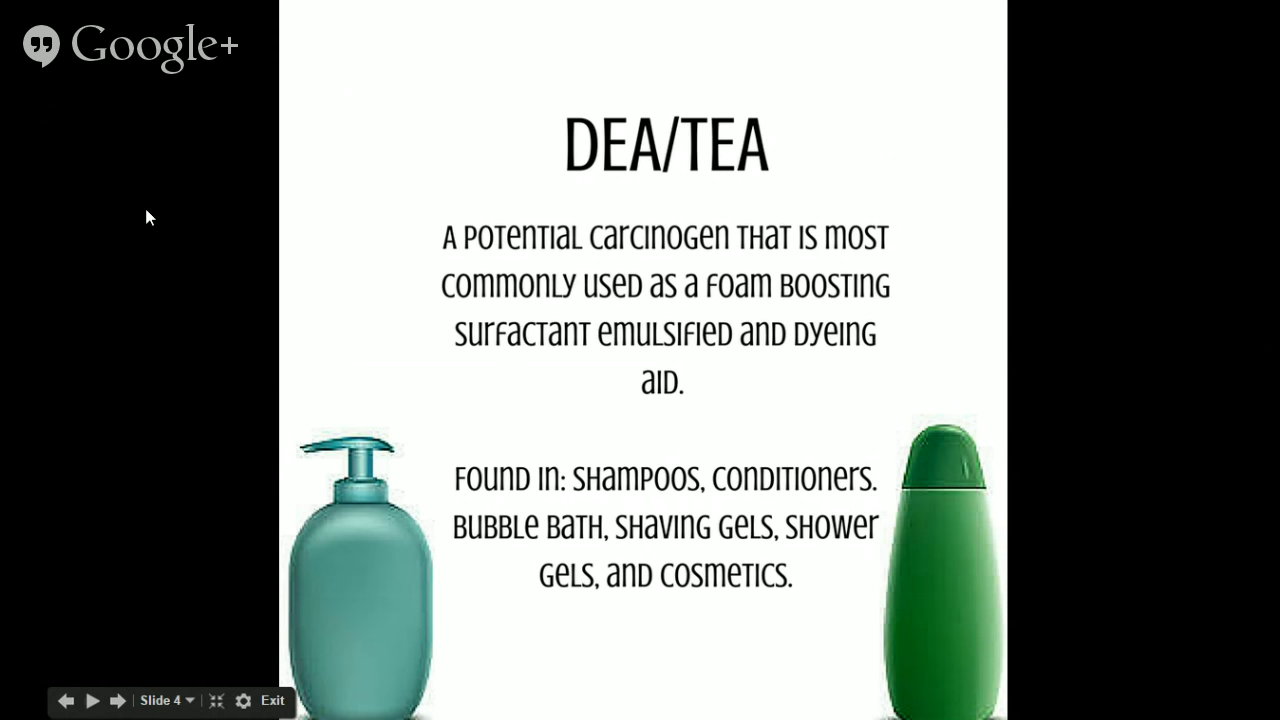 Google+
DEA/TEA
A POTENTIAL CARCINOGEN THAT IS MOST
COMMONLY USED AS A FOAM BOOSTING
SURFACTANT EMULSIFIED AND DYEING
AID.
FOUND IN: SHAMPOOS, CONDITIONERS.
BUBBLE BATH, SHAVING GELS, SHOWER
GELS, AND COSMETICS.
Slide 4
Exit